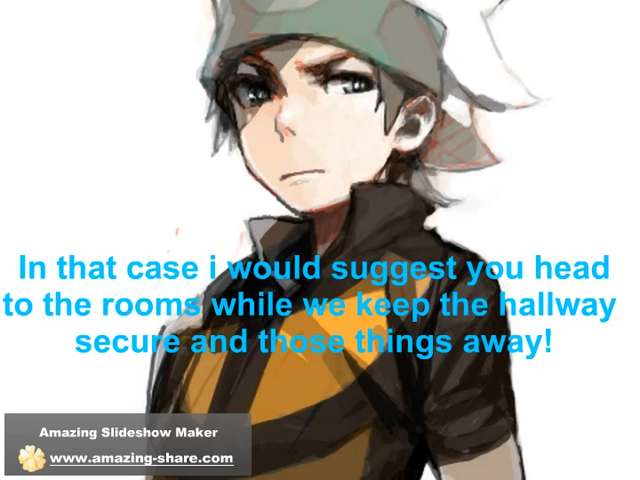 In that case i would suggest you head
to the rooms while we keep the hallway
secure and those things away!
Amazing Slideshow Maker
www.amazing-share.com